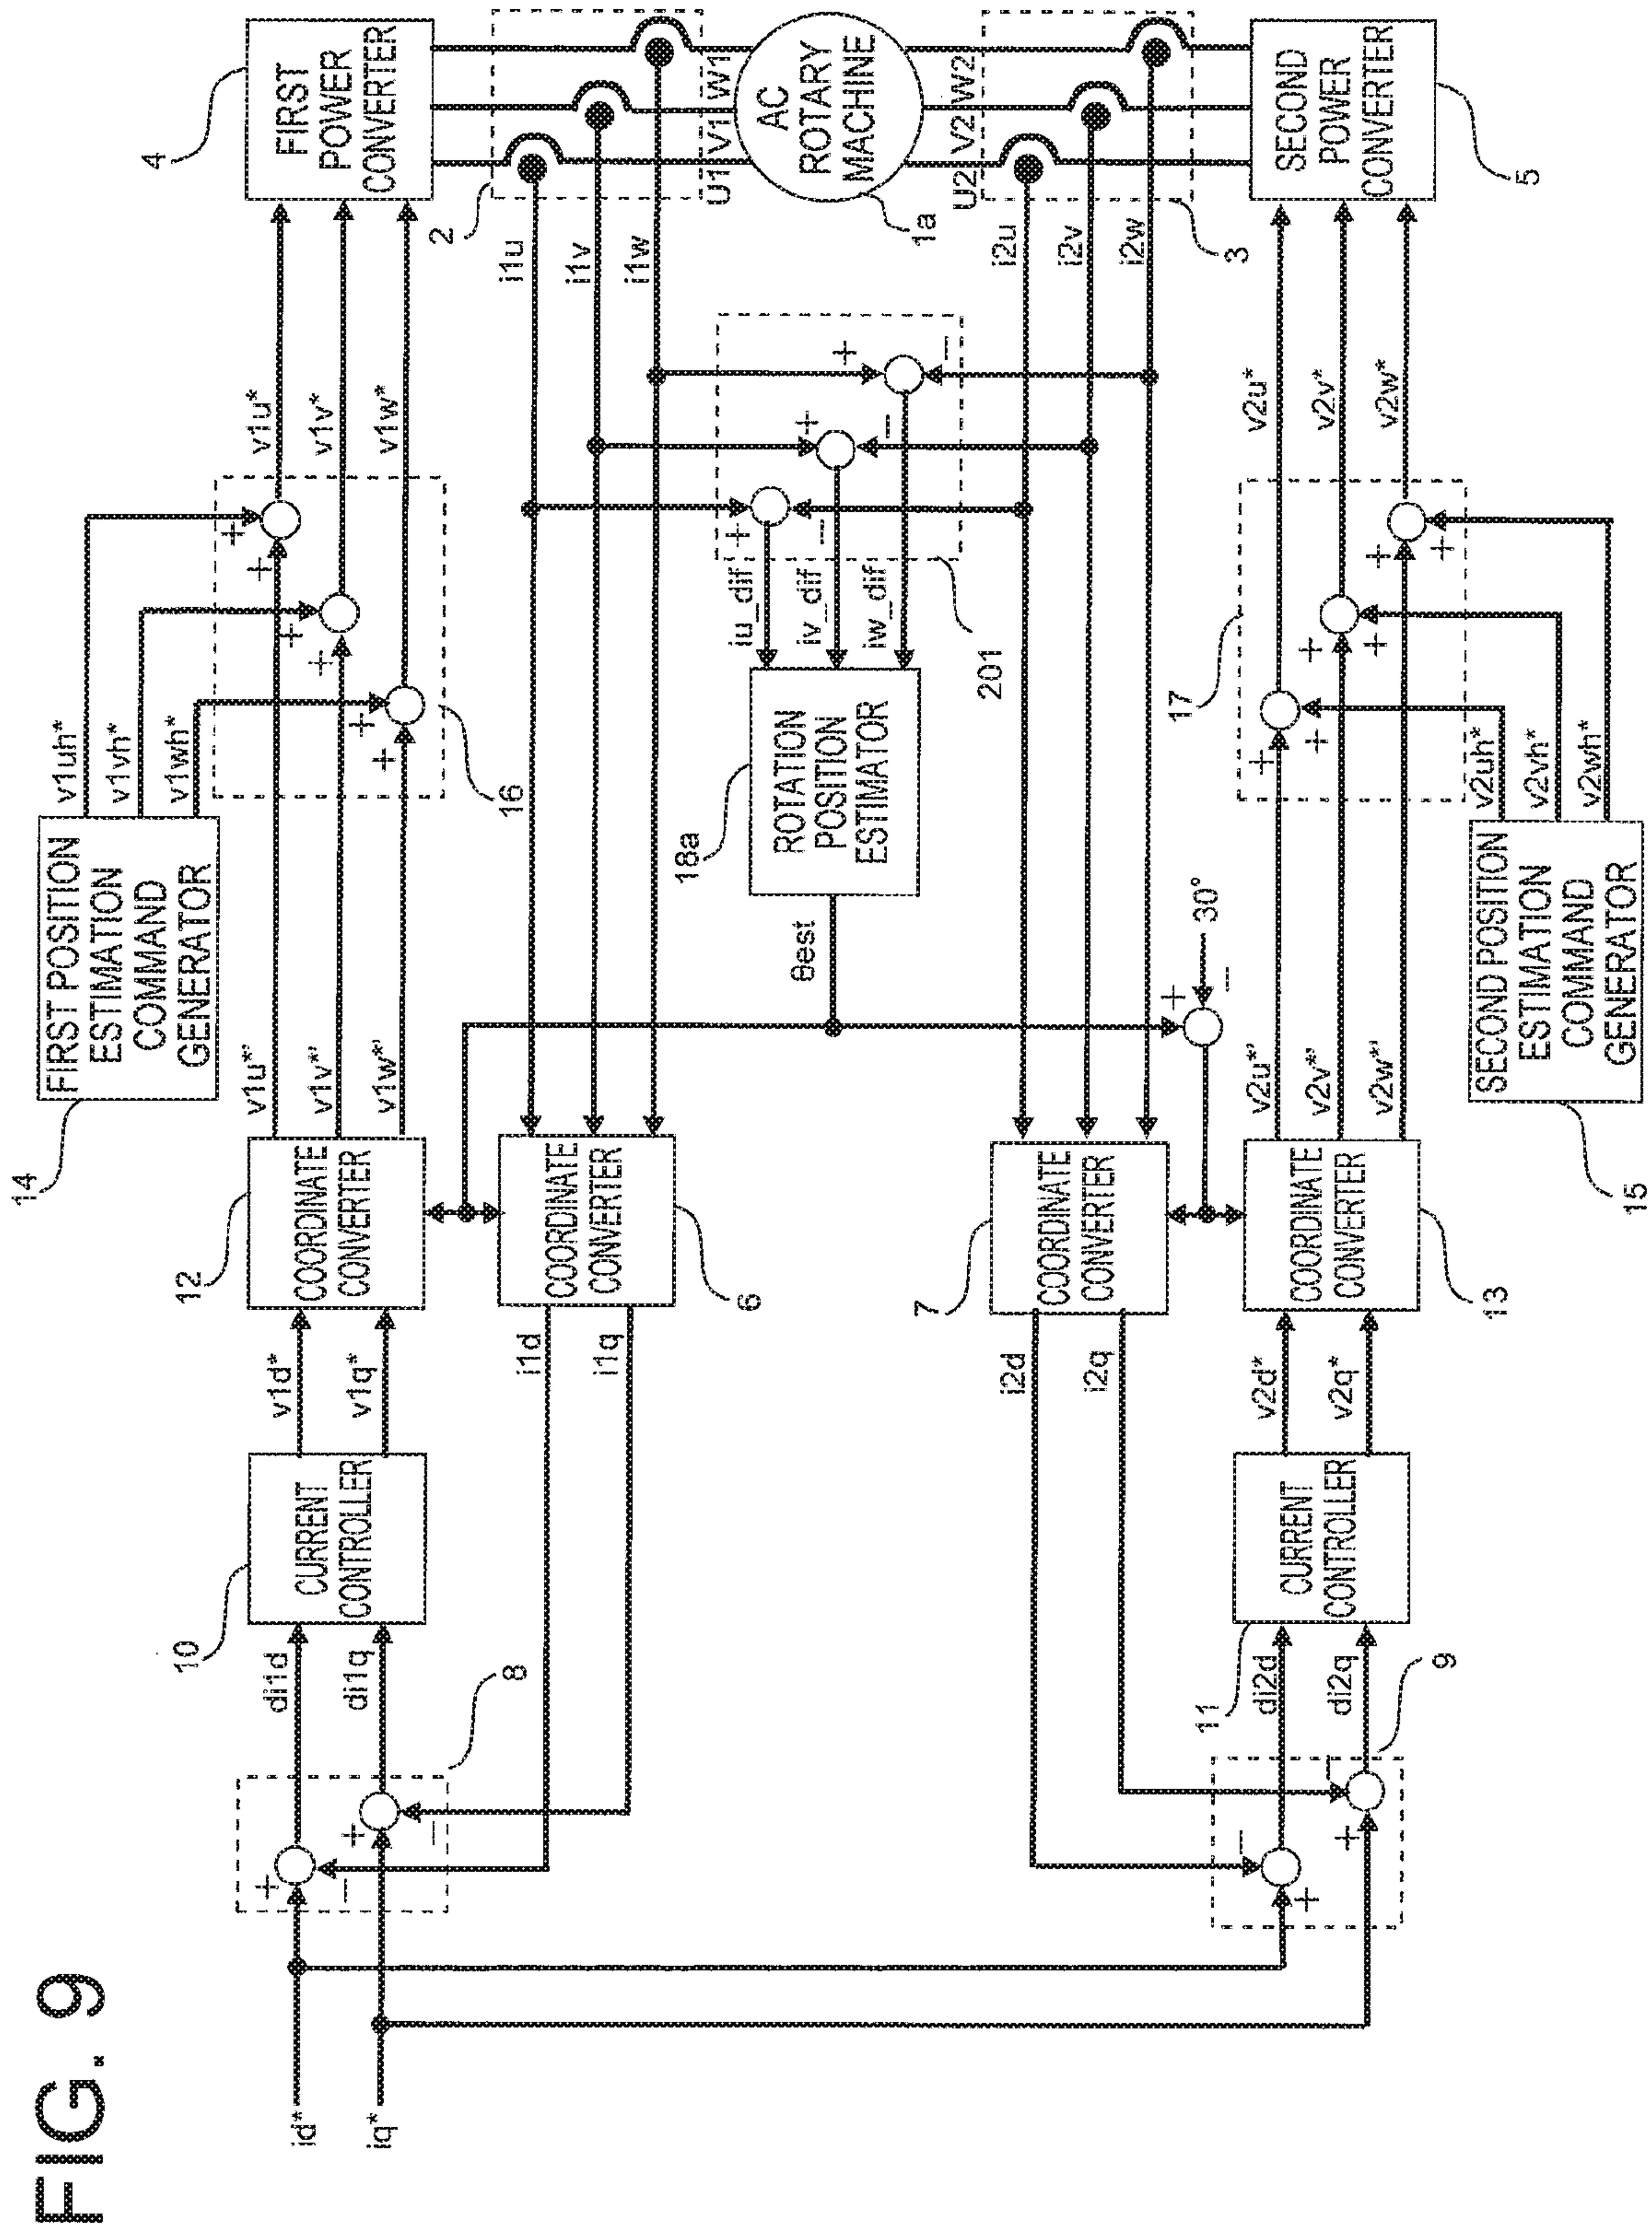 FIG. 9
id*
iq*
+
−
+
−
8
di1d
di1q
10
CURRENT
CONTROLLER
v1d*
v1q*
12
COORDINATE
CONVERTER
v1u*'
v1v*'
v1w*'
14
FIRST POSITION
ESTIMATION
COMMAND
GENERATOR
v1uh*
v1vh*
v1wh*
+
+
+
+
+
+
16
v1u*
v1v*
v1w*
4
FIRST
POWER
CONVERTER
i1d
i1q
6
COORDINATE
CONVERTER
i1u
i1v
i1w
2
U1
V1
W1
AC
ROTARY
MACHINE
1a
θest
18a
ROTATION
POSITION
ESTIMATOR
iu_dif
iv_dif
iw_dif
+
−
+
−
+
−
201
U2
V2
W2
i2u
i2v
i2w
3
+
−
30°
7
COORDINATE
CONVERTER
i2d
i2q
−
+
−
+
9
di2d
di2q
11
CURRENT
CONTROLLER
v2d*
v2q*
13
COORDINATE
CONVERTER
v2u*'
v2v*'
v2w*'
15
SECOND POSITION
ESTIMATION
COMMAND
GENERATOR
v2uh*
v2vh*
v2wh*
+
+
+
+
+
+
17
v2u*
v2v*
v2w*
5
SECOND
POWER
CONVERTER